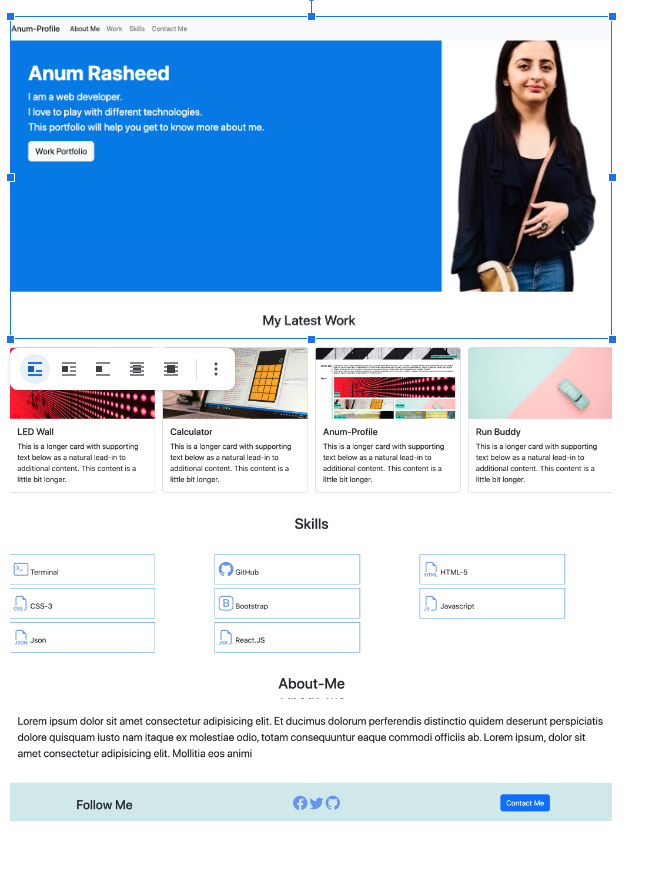 Anum-Profile About Me Work Skills Contact Me
Anum Rasheed
I am a web developer.
I love to play with different technologies.
This portfolio will help you get to know more about me.
Work Portfolio
My Latest Work
LED Wall
This is a longer card with supporting
text below as a natural lead-in to
additional content. This content is a
little bit longer.
Calculator
This is a longer card with supporting
text below as a natural lead-in to
additional content. This content is a
little bit longer.
Anum-Profile
This is a longer card with supporting
text below as a natural lead-in to
additional content. This content is a
little bit longer.
Run Buddy
This is a longer card with supporting
text below as a natural lead-in to
additional content. This content is a
little bit longer.
Skills
Terminal
GitHub
HTML HTML-5
CSS CSS-3
B Bootstrap
JS Javascript
JSON Json
JSX React.JS
About-Me
Lorem ipsum dolor sit amet consectetur adipisicing elit. Et ducimus dolorum perferendis distinctio quidem deserunt perspiciatis
dolore quisquam iusto nam itaque ex molestiae odio, totam consequuntur eaque commodi officiis ab. Lorem ipsum, dolor sit
amet consectetur adipisicing elit. Mollitia eos animi
Follow Me
Contact Me